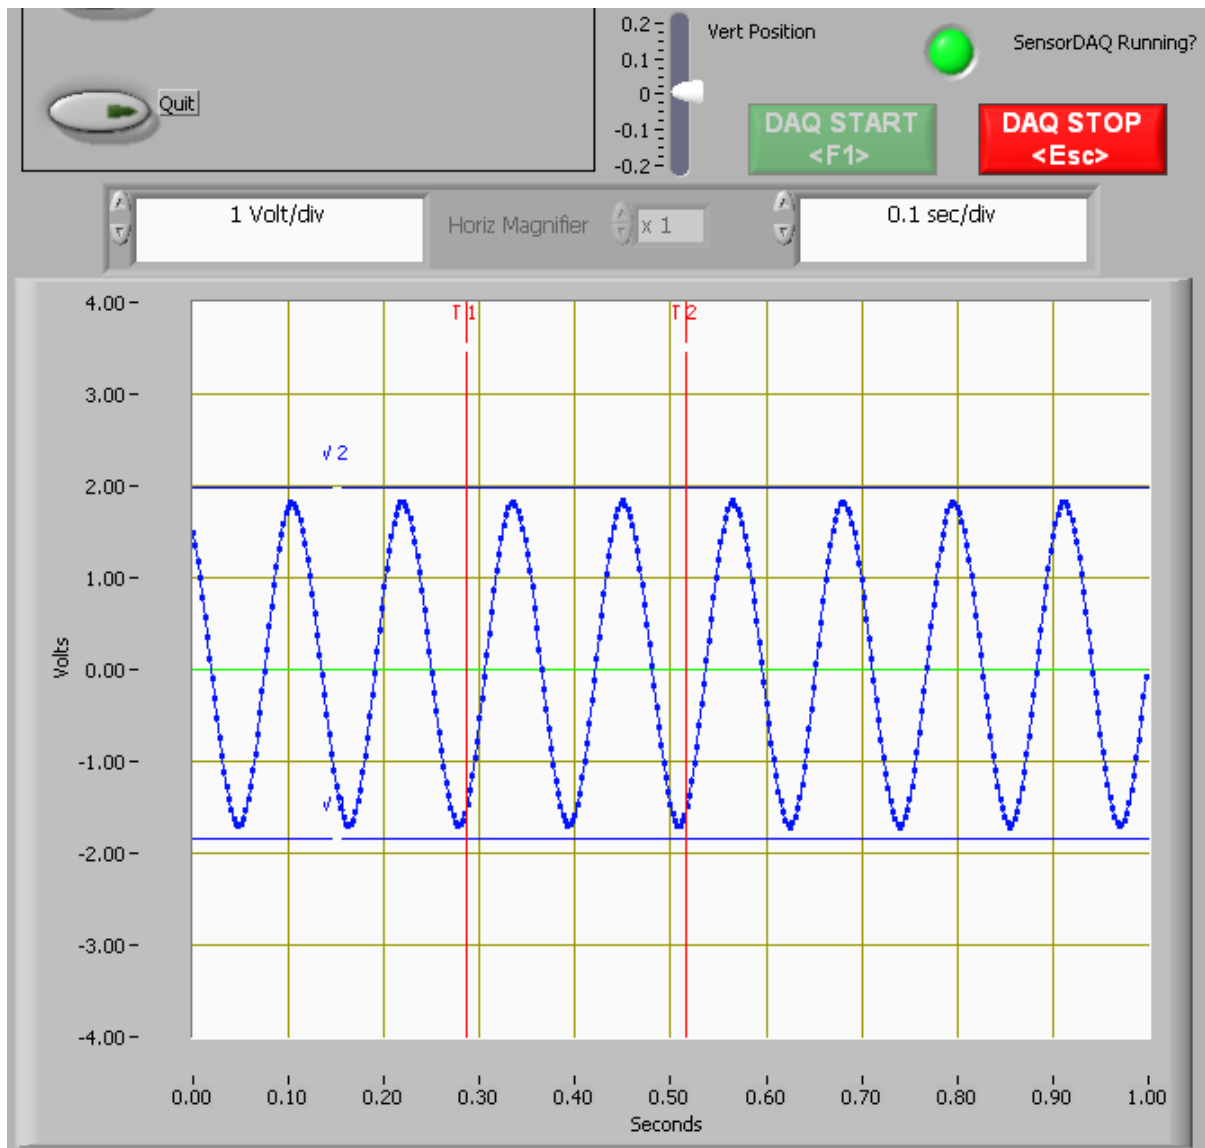 0.2
Vert Position
SensorDAQ Running?
0.1
0
-0.1
-0.2
Quit
DAQ START
<F1>
DAQ STOP
<Esc>
1 Volt/div
Horiz Magnifier
x 1
0.1 sec/div
4.00
3.00
2.00
1.00
0.00
-1.00
-2.00
-3.00
-4.00
Volts
T 1
T 2
V 2
0.00 0.10 0.20 0.30 0.40 0.50 0.60 0.70 0.80 0.90 1.00
Seconds